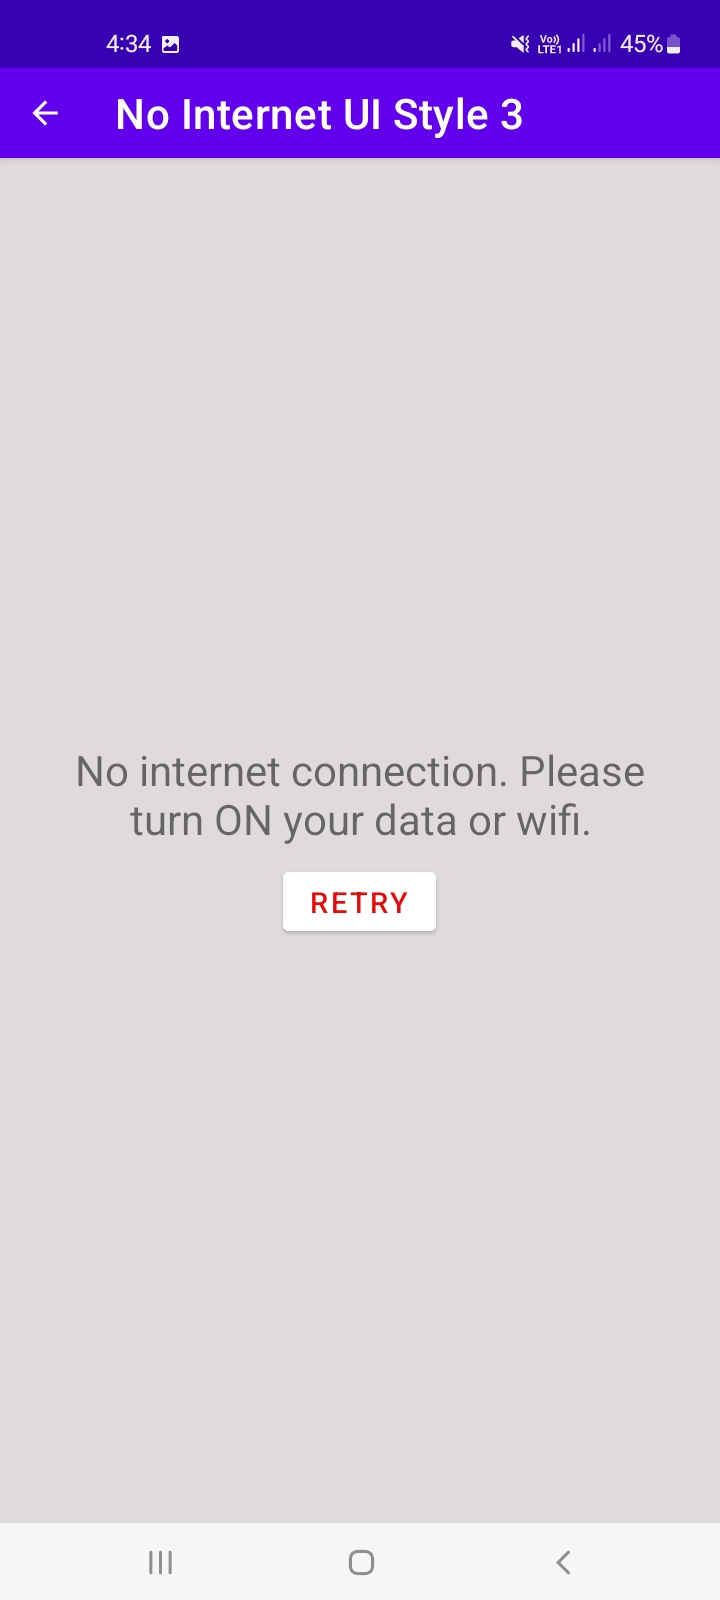 4:34 Vo)) LTE1 45%
No Internet UI Style 3
No internet connection. Please
turn ON your data or wifi.
RETRY